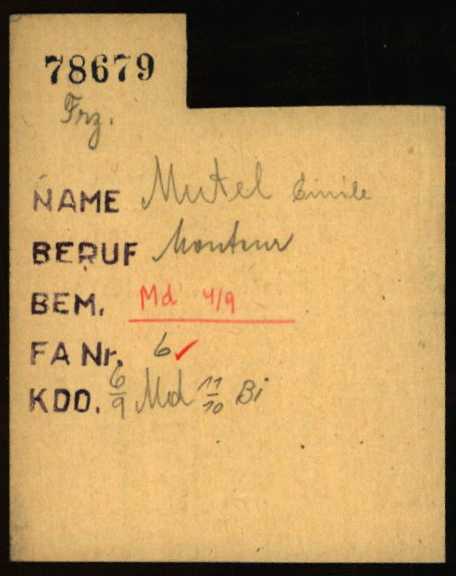 78679
Frz.
NAME Mutel Emile
BERUF Monteur
BEM. Md 4/9
FA Nr. 6 ✓
KDO. 6/9 Md 11/10 Bi